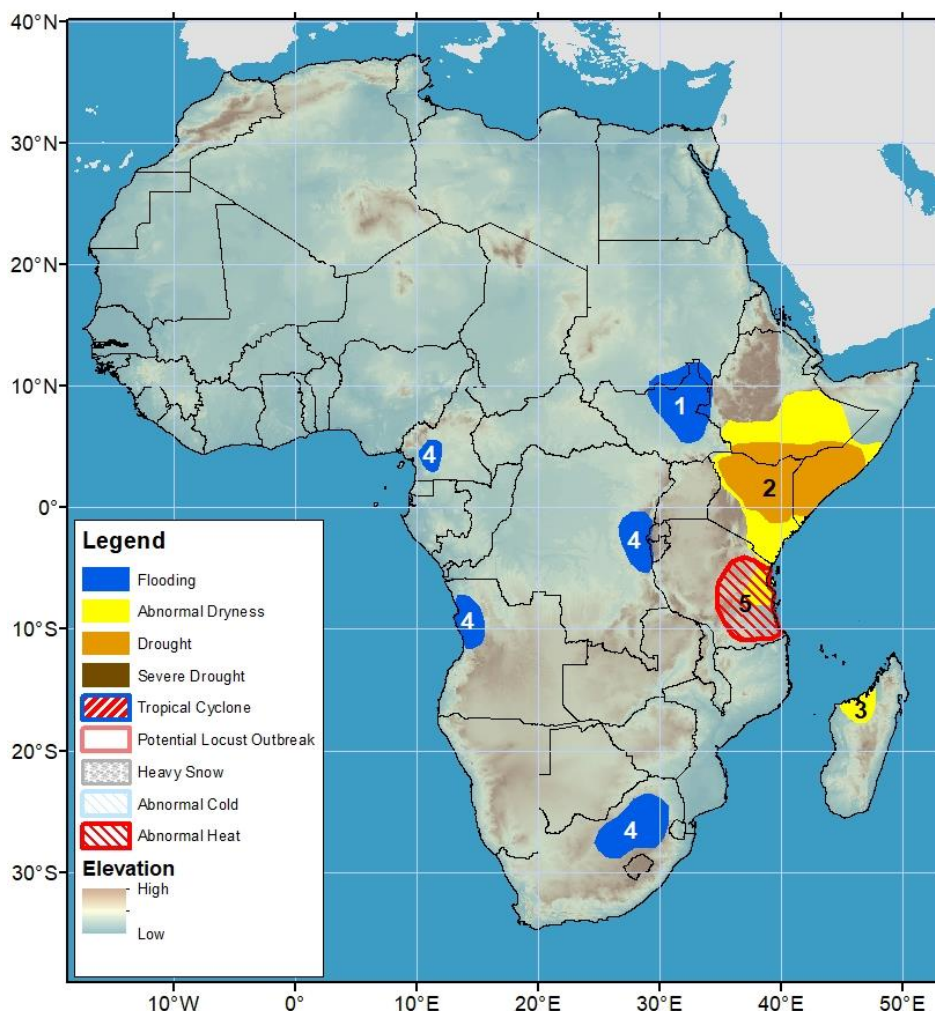 40°N
30°N
20°N
10°N
0°
10°S
20°S
30°S
1
4
2
4
4
5
3
4
Legend
Flooding
Abnormal Dryness
Drought
Severe Drought
Tropical Cyclone
Potential Locust Outbreak
Heavy Snow
Abnormal Cold
Abnormal Heat
Elevation
High
Low
10°W 0° 10°E 20°E 30°E 40°E 50°E